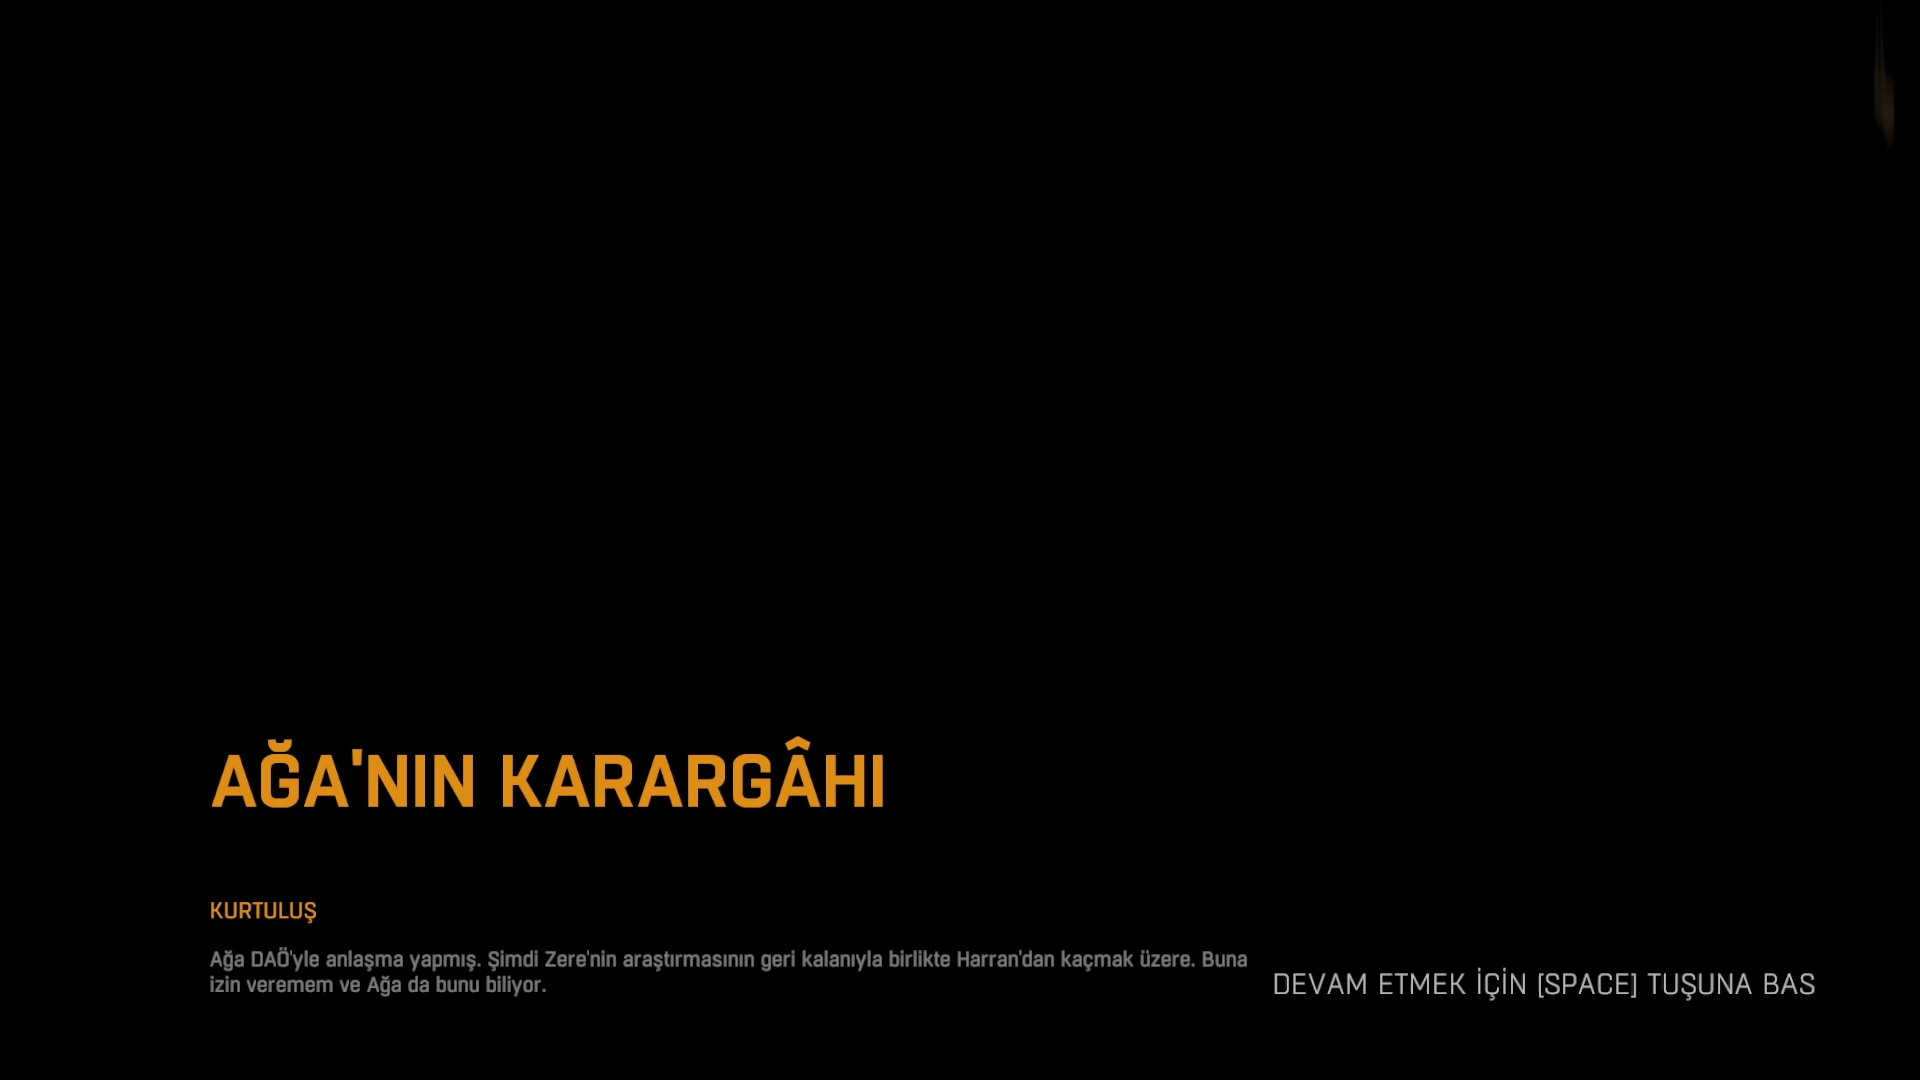 AĞA'NIN KARARGÂHI
KURTULUŞ
Ağa DAÖ'yle anlaşma yapmış. Şimdi Zere'nin araştırmasının geri kalanıyla birlikte Harran'dan kaçmak üzere. Buna
izin veremem ve Ağa da bunu biliyor.
DEVAM ETMEK İÇİN [SPACE] TUŞUNA BAS